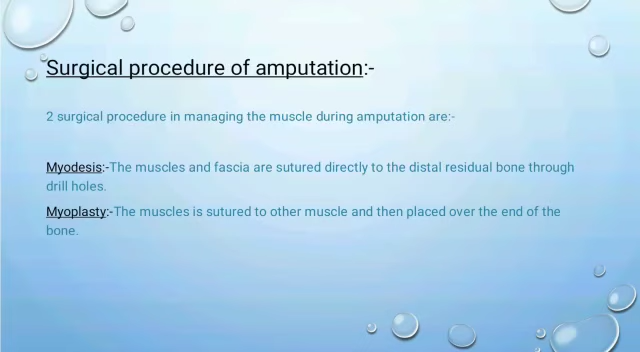 Surgical procedure of amputation:-
2 surgical procedure in managing the muscle during amputation are:-
Myodesis:-The muscles and fascia are sutured directly to the distal residual bone through
drill holes.
Myoplasty:-The muscles is sutured to other muscle and then placed over the end of the
bone.